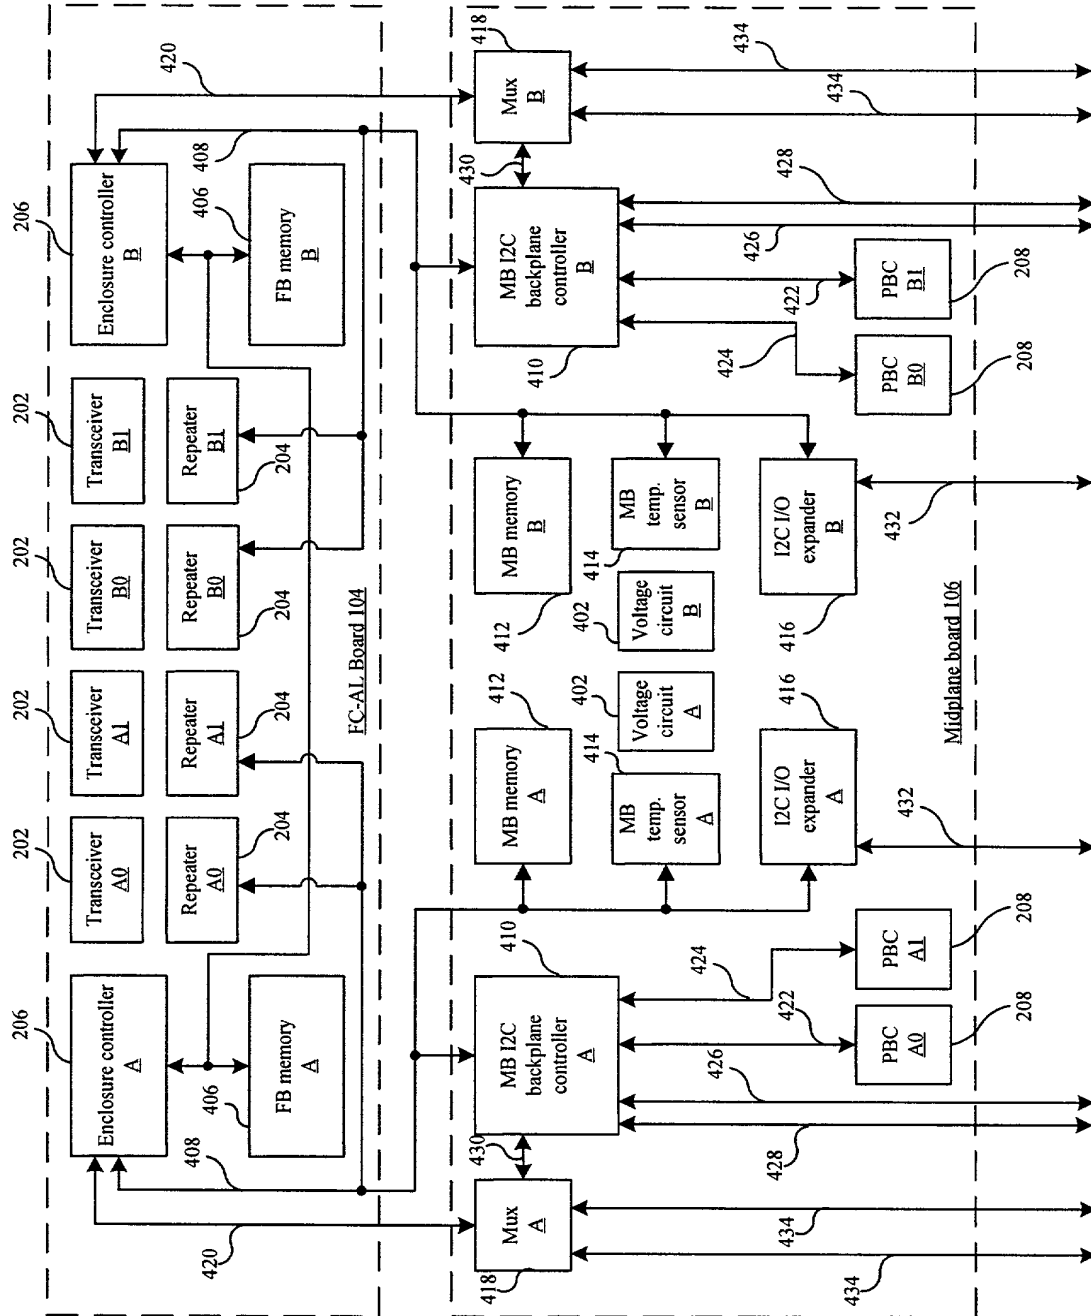 206
202
202
202
202
206
Enclosure controller
A
Transceiver
A0
Transceiver
A1
Transceiver
B0
Transceiver
B1
Enclosure controller
B
420
408
406
FB memory
A
Repeater
A0
204
Repeater
A1
204
Repeater
B0
204
Repeater
B1
204
406
FB memory
B
408
420
FC-AL Board 104
418
Mux
A
430
MB I2C
backplane
controller
A
410
MB memory
A
412
412
MB memory
B
410
MB I2C
backplane
controller
B
430
Mux
B
418
414
MB
temp.
sensor
A
402
Voltage
circuit
A
402
Voltage
circuit
B
414
MB
temp.
sensor
B
424
422
426
428
434
434
432
I2C I/O
expander
A
416
416
I2C I/O
expander
B
432
424
422
426
428
434
434
PBC
A0
208
PBC
A1
208
PBC
B0
208
PBC
B1
208
Midplane board 106